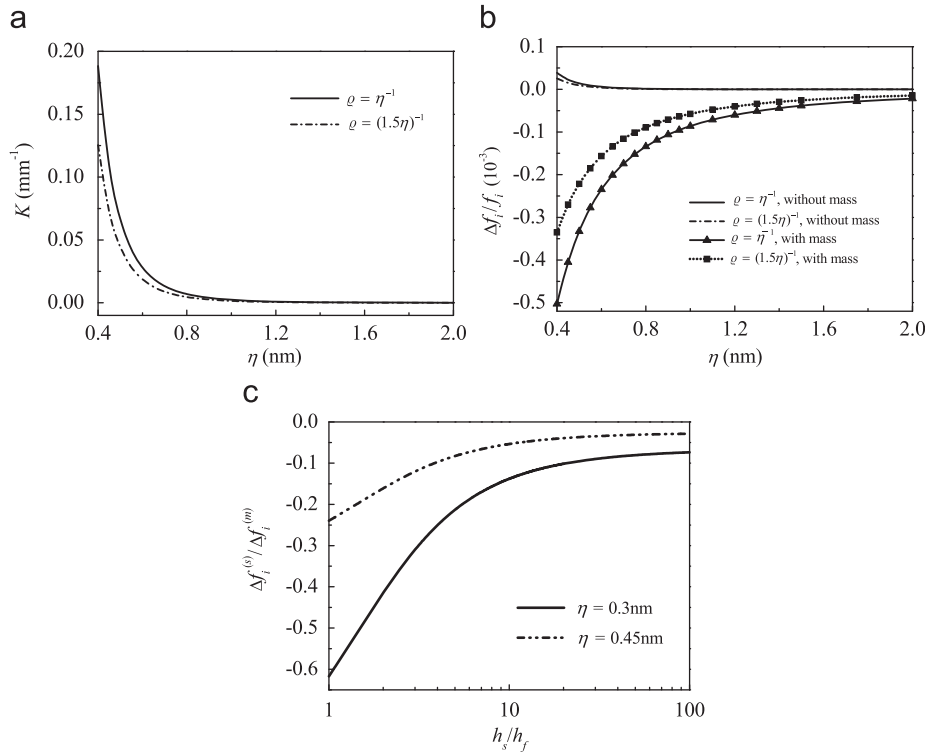 a
0.20
0.15
0.10
0.05
0.00
K (mm⁻¹)
ϱ = η⁻¹
ϱ = (1.5η)⁻¹
0.4 0.8 1.2 1.6 2.0
η (nm)
b
0.1
0.0
-0.1
-0.2
-0.3
-0.4
-0.5
Δfᵢ/fᵢ (10⁻³)
ϱ = η⁻¹, without mass
ϱ = (1.5η)⁻¹, without mass
ϱ = η⁻¹, with mass
ϱ = (1.5η)⁻¹, with mass
0.4 0.8 1.2 1.6 2.0
η (nm)
c
0.0
-0.1
-0.2
-0.3
-0.4
-0.5
-0.6
Δfᵢ⁽ˢ⁾/Δfᵢ⁽ᵐ⁾
η = 0.3nm
η = 0.45nm
1 10 100
hₛ/h_f